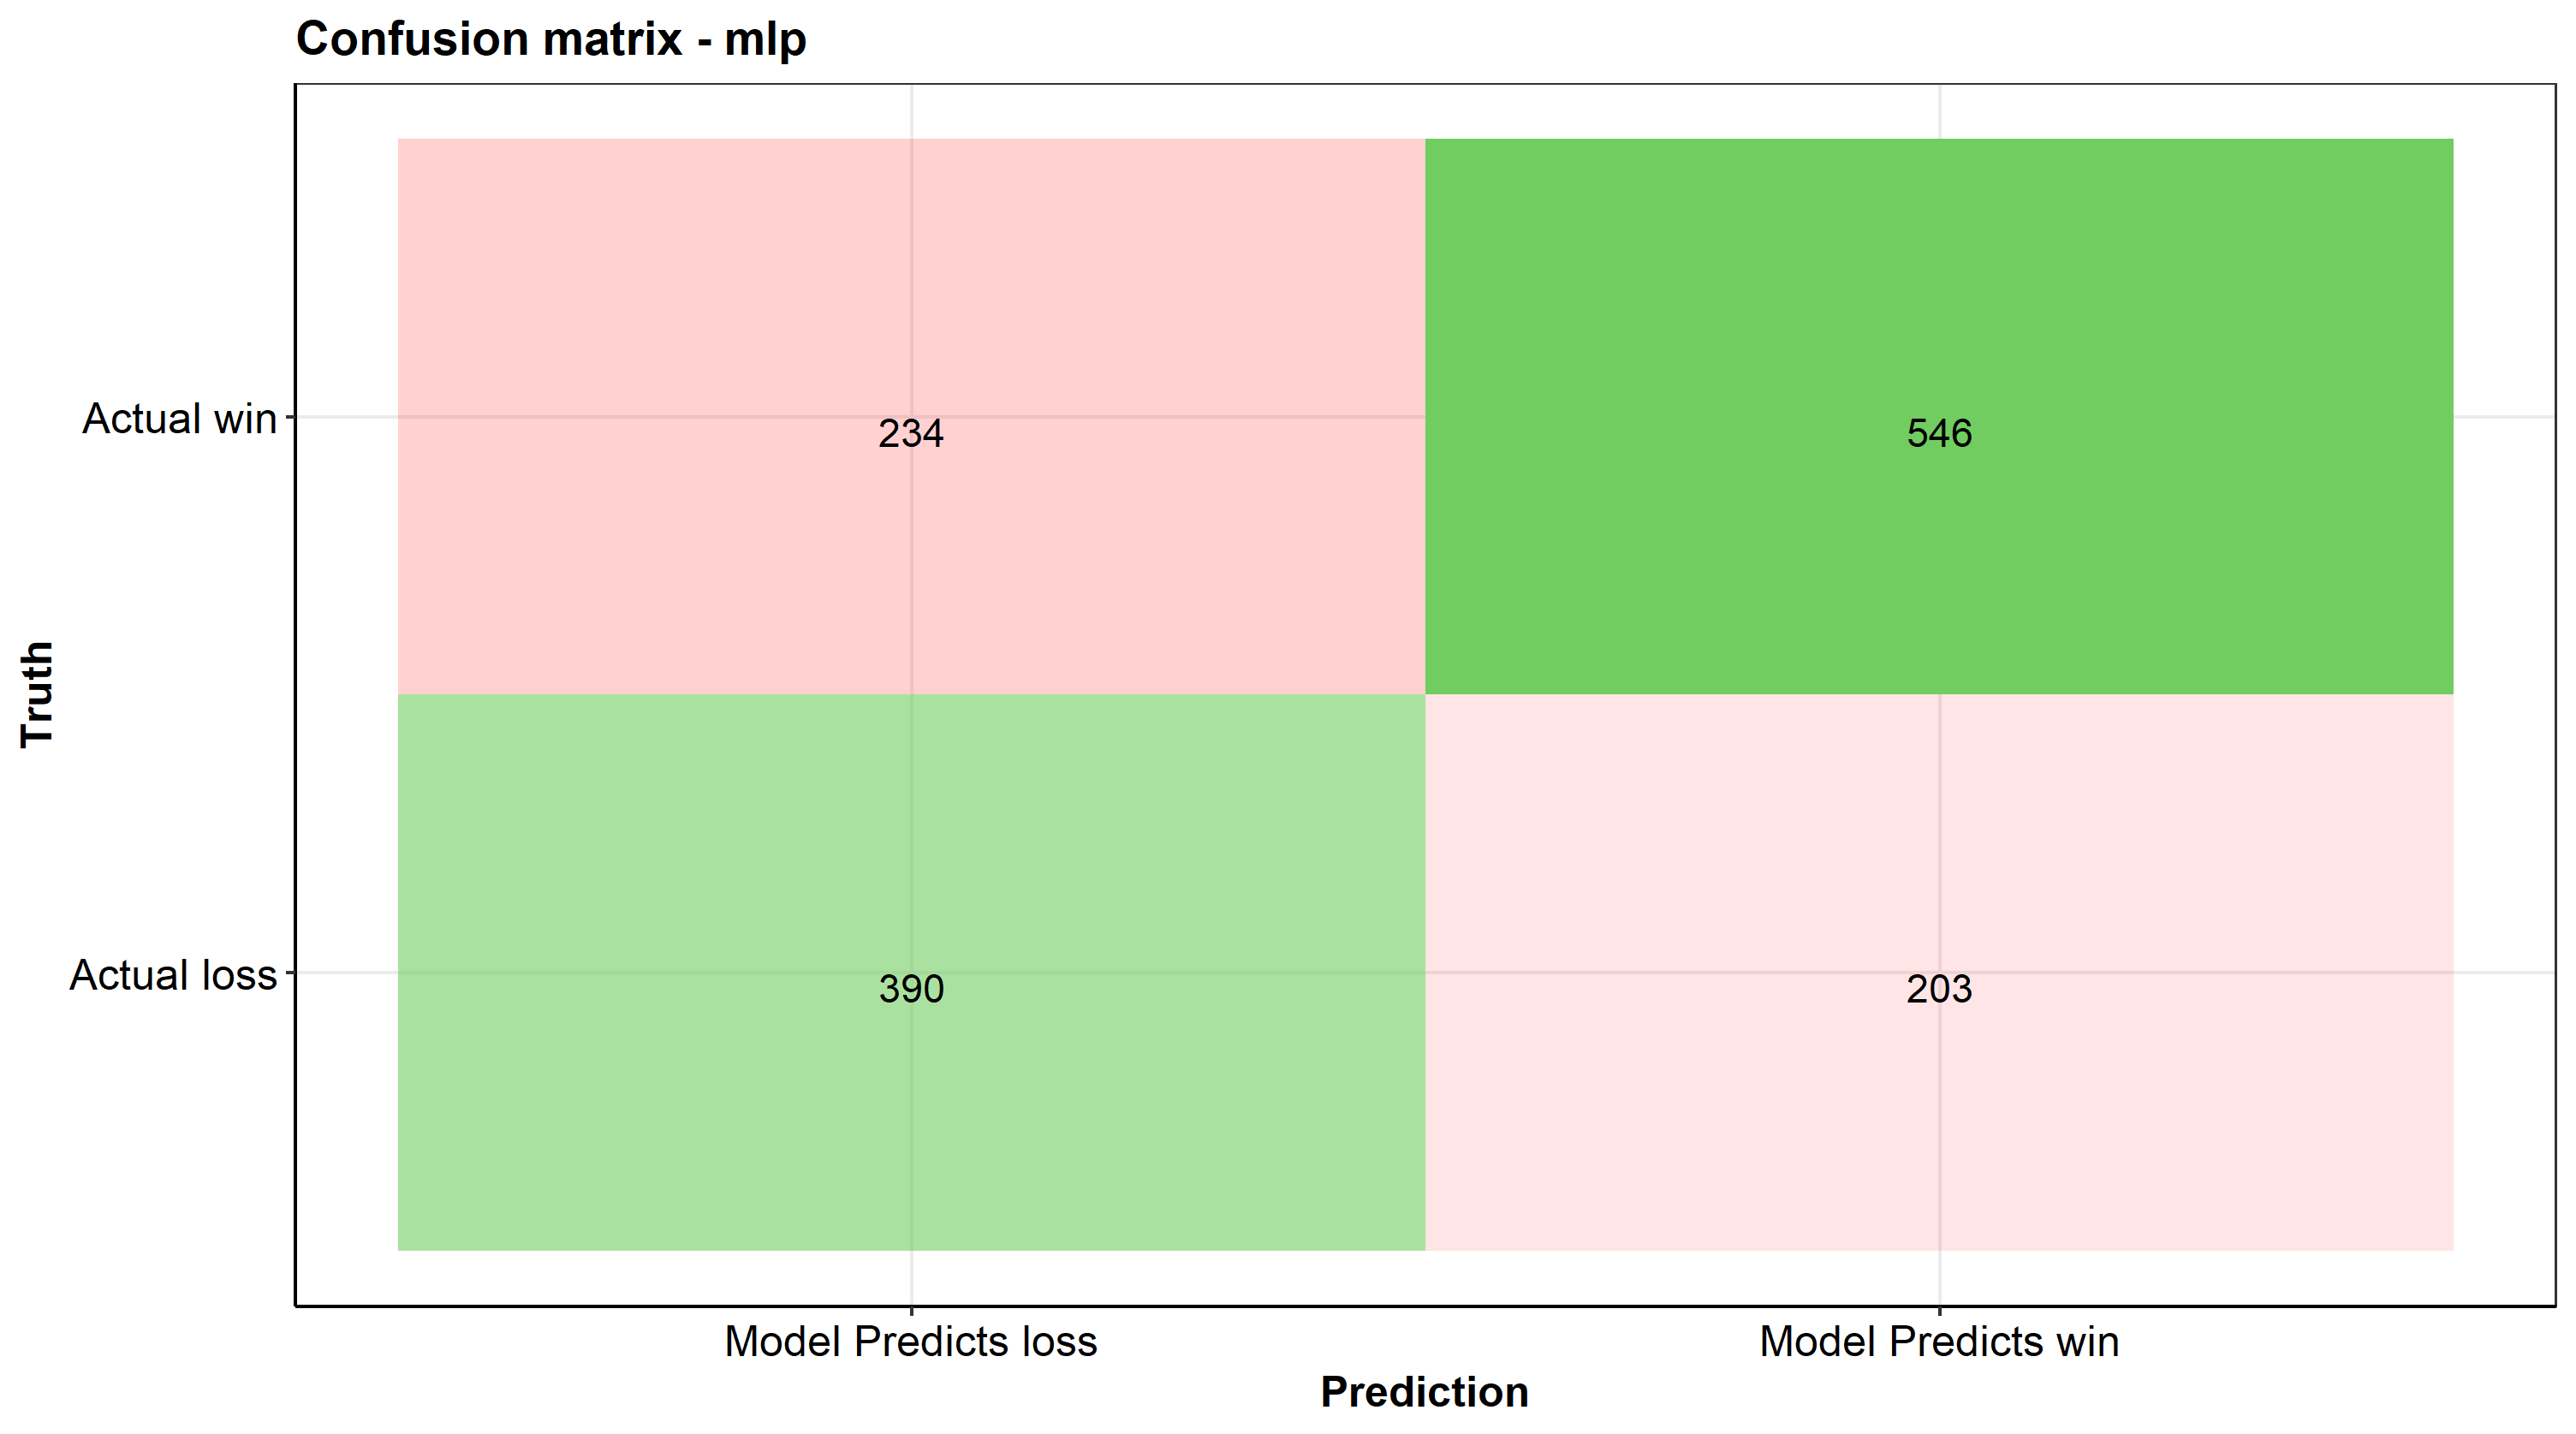 Confusion matrix - mlp
Truth
Actual win
234
546
Actual loss
390
203
Model Predicts loss
Model Predicts win
Prediction